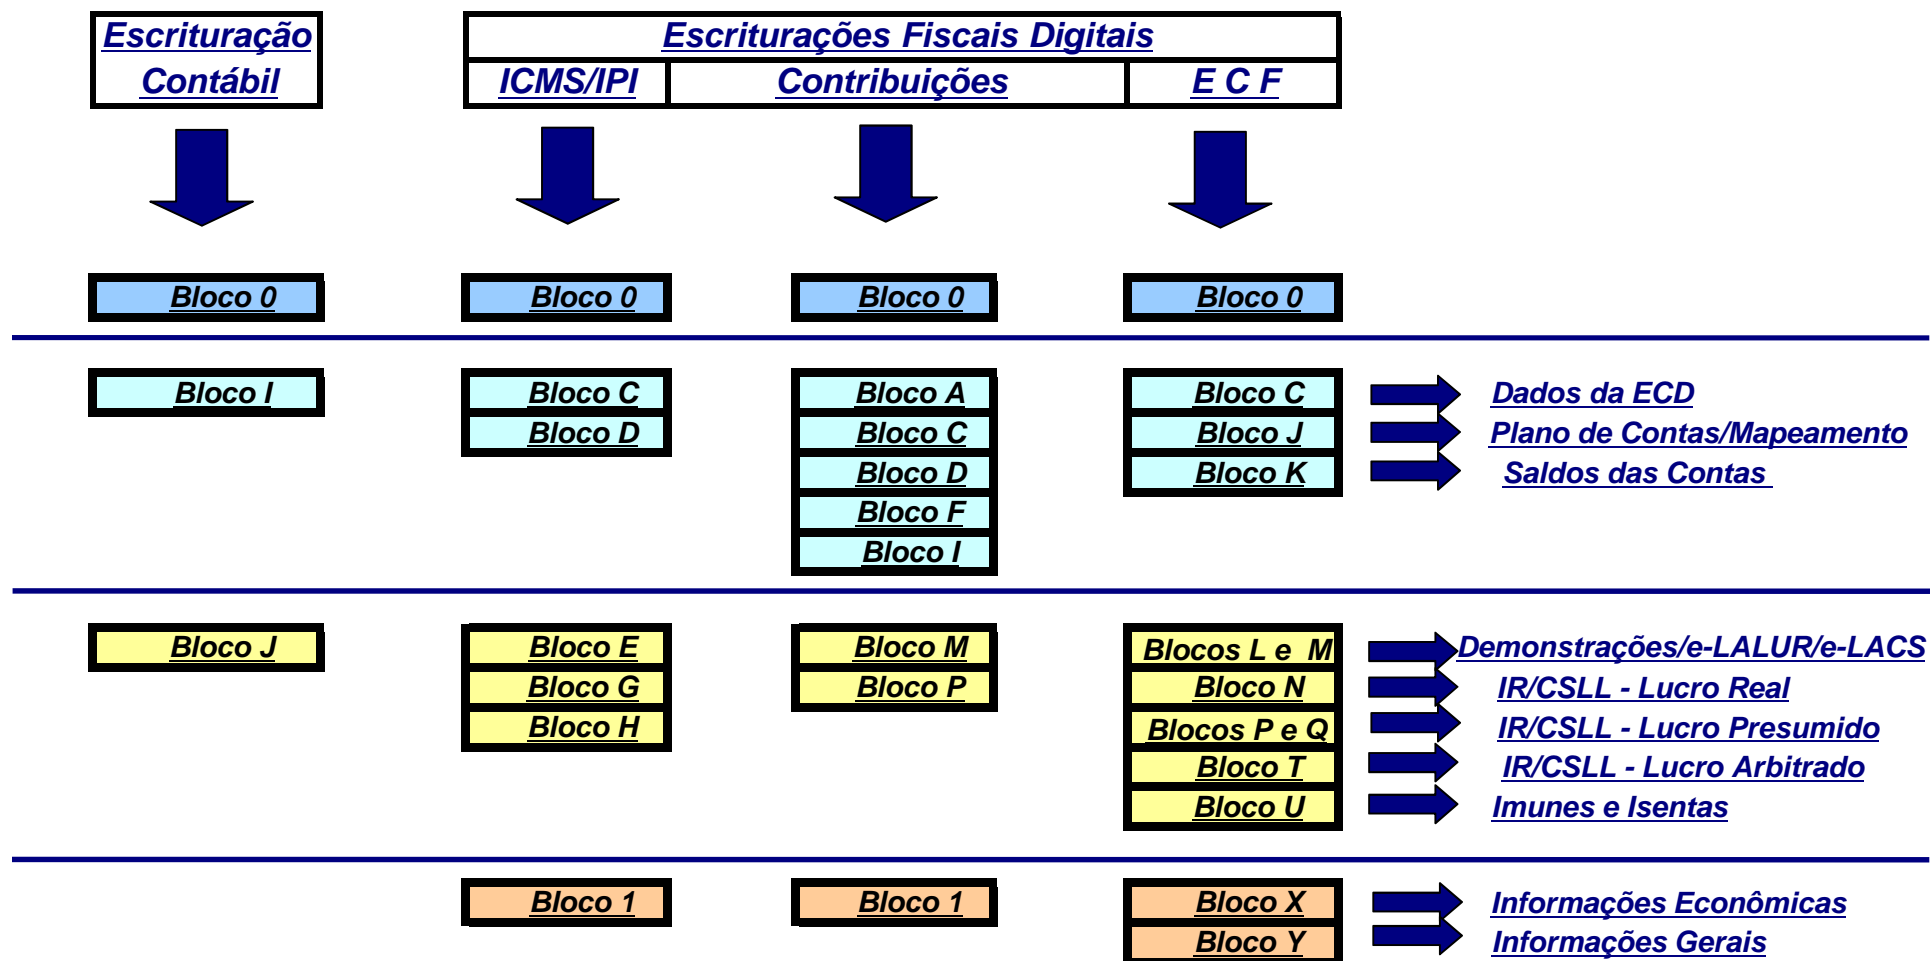 Escrituração
Contábil
Escriturações Fiscais Digitais
ICMS/IPI Contribuições E C F
Bloco 0 Bloco 0 Bloco 0 Bloco 0
Bloco I Bloco C Bloco A Bloco C Dados da ECD
Bloco D Bloco C Bloco J Plano de Contas/Mapeamento
Bloco D Bloco K Saldos das Contas
Bloco F
Bloco I
Bloco J Bloco E Bloco M Blocos L e M Demonstrações/e-LALUR/e-LACS
Bloco G Bloco P Bloco N IR/CSLL - Lucro Real
Bloco H Blocos P e Q IR/CSLL - Lucro Presumido
Bloco T IR/CSLL - Lucro Arbitrado
Bloco U Imunes e Isentas
Bloco 1 Bloco 1 Bloco X Informações Econômicas
Bloco Y Informações Gerais